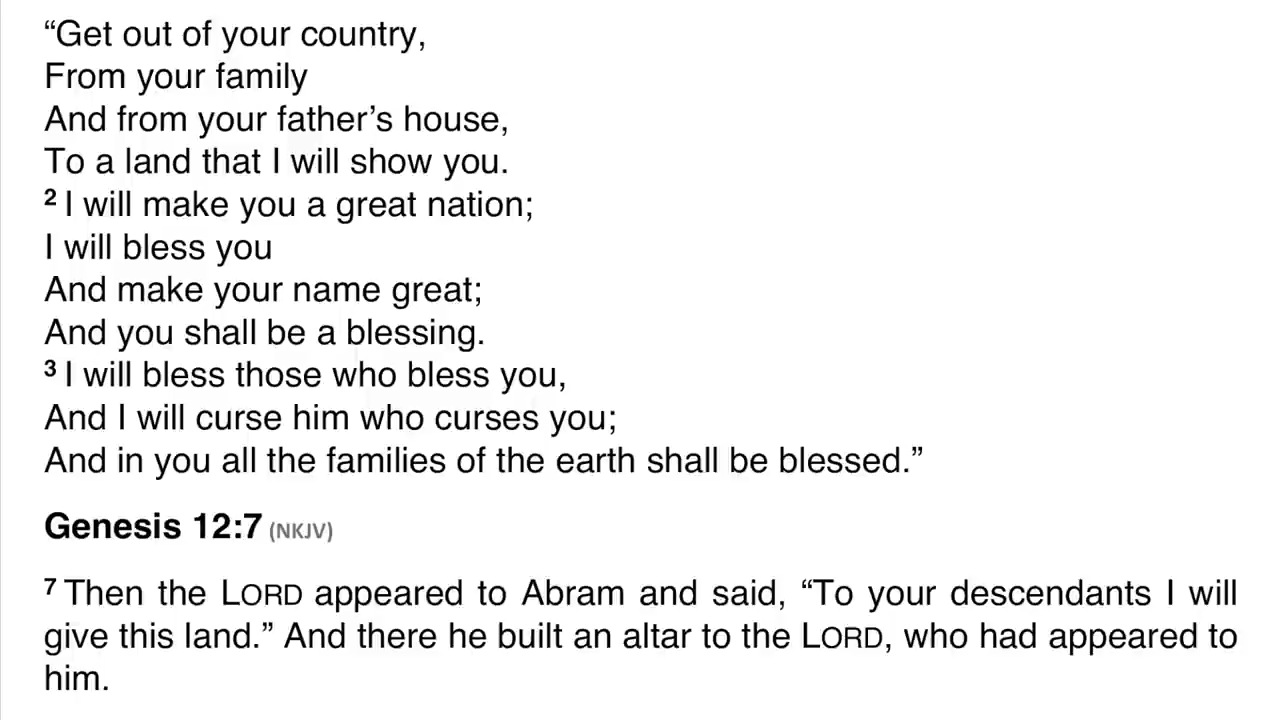 “Get out of your country,
From your family
And from your father’s house,
To a land that I will show you.
2 I will make you a great nation;
I will bless you
And make your name great;
And you shall be a blessing.
3 I will bless those who bless you,
And I will curse him who curses you;
And in you all the families of the earth shall be blessed.”
Genesis 12:7 (NKJV)
7 Then the LORD appeared to Abram and said, “To your descendants I will
give this land.” And there he built an altar to the LORD, who had appeared to
him.